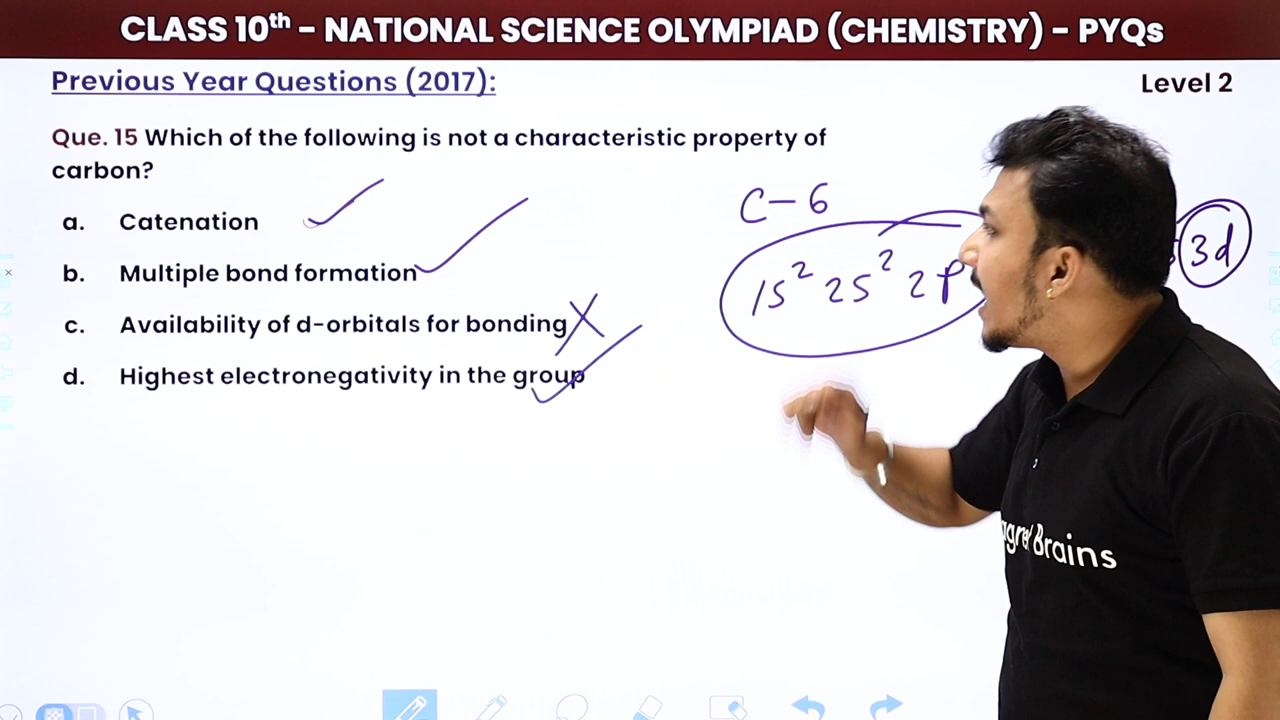 CLASS 10th – NATIONAL SCIENCE OLYMPIAD (CHEMISTRY) – PYQs
Previous Year Questions (2017):
Level 2
Que. 15 Which of the following is not a characteristic property of
carbon?
a. Catenation
b. Multiple bond formation
c. Availability of d-orbitals for bonding
d. Highest electronegativity in the group
C – 6
1s² 2s² 2p
3d
Brains